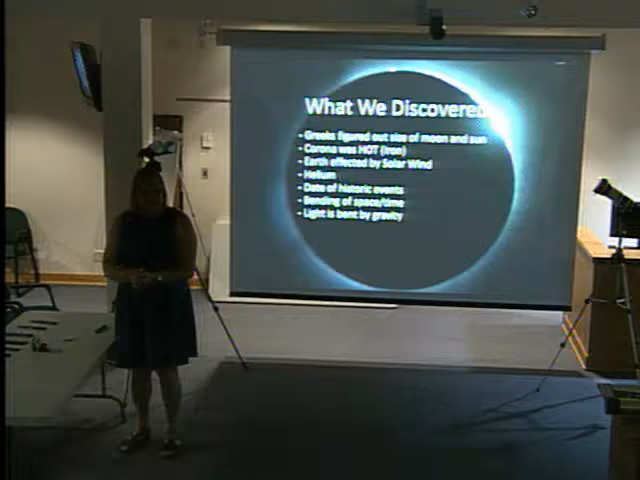 What We Discovered
- Greeks figured out size of moon and sun
- Corona was HOT (Iron)
- Earth effected by Solar Wind
- Helium
- Date of historic events
- Bending of space/time
- Light is bent by gravity